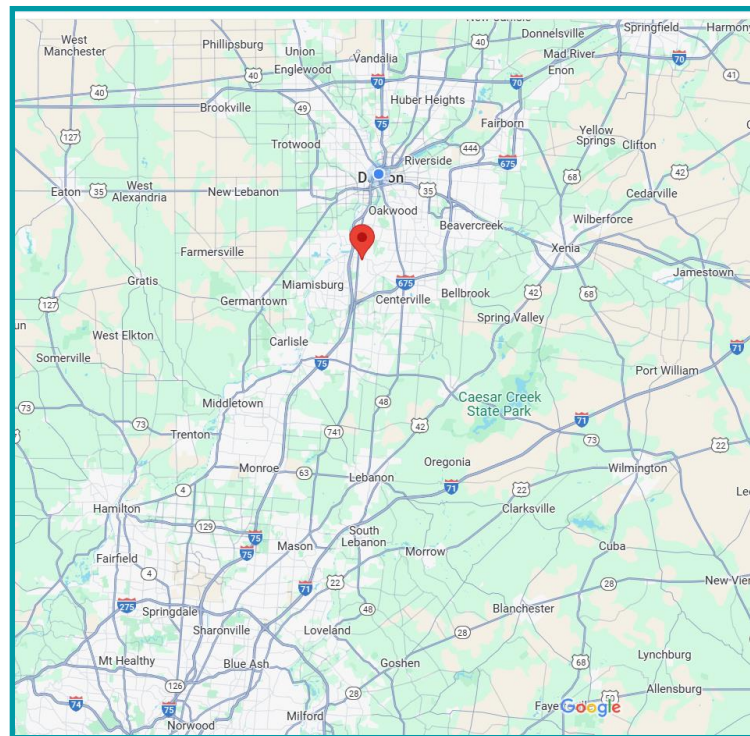 New Carlisle
Donnelsville
Springfield
Harmony
West
Manchester
Phillipsburg
Union
Englewood
Vandalia
40
Mad River
Enon
40
70
70
70
41
40
Brookville
49
Huber Heights
75
Fairborn
127
Trotwood
444
Yellow
Springs
Clifton
Riverside
675
42
Eaton
35
West
Alexandria
New Lebanon
35
68
Cedarville
Oakwood
Wilberforce
Beavercreek
Xenia
Farmersville
Jamestown
Gratis
Miamisburg
675
127
Germantown
Centerville
Bellbrook
42
68
West Elkton
Spring Valley
Carlisle
71
Somerville
75
Port William
Middletown
48
Caesar Creek
State Park
73
73
42
71
Trenton
741
73
22
Monroe
63
Oregonia
Wilmington
4
Lebanon
71
22
Hamilton
Clarksville
129
75
South
Lebanon
Mason
75
Morrow
Cuba
Fairfield
4
71
22
28
275
Springdale
Blanchester
48
Sharonville
Loveland
28
Lynchburg
Mt Healthy
Blue Ash
Goshen
68
126
28
Allensburg
74
75
Milford
50
Google
Norwood